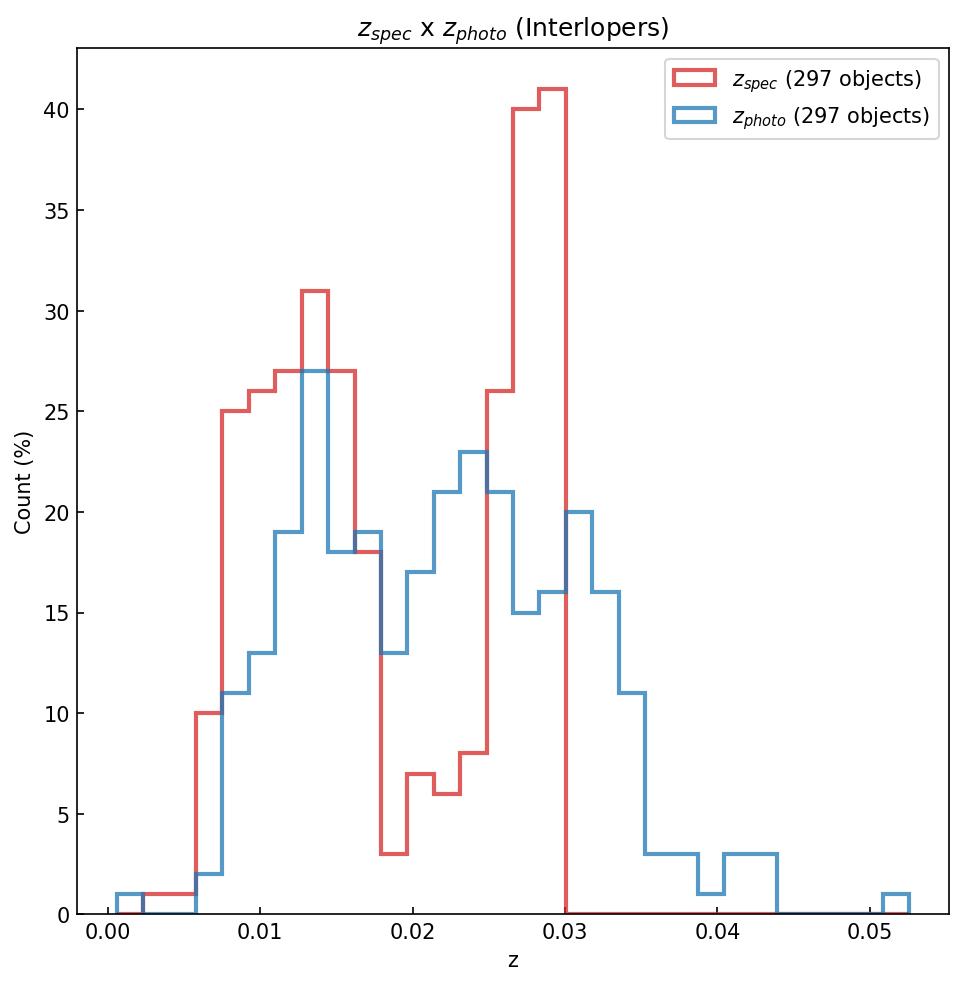 z_spec x z_photo (Interlopers)
z_spec (297 objects)
z_photo (297 objects)
Count (%)
40
35
30
25
20
15
10
5
0
0.00 0.01 0.02 0.03 0.04 0.05
z